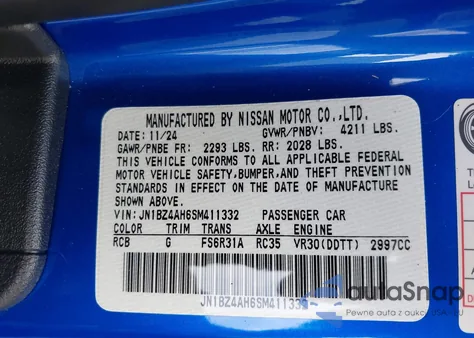 MANUFACTURED BY NISSAN MOTOR CO.,LTD.
DATE: 11/24 GVWR/PNBV: 4211 LBS.
GAWR/PNBE FR: 2293 LBS. RR: 2028 LBS.
THIS VEHICLE CONFORMS TO ALL APPLICABLE FEDERAL
MOTOR VEHICLE SAFETY,BUMPER,AND THEFT PREVENTION
STANDARDS IN EFFECT ON THE DATE OF MANUFACTURE
SHOWN ABOVE.
VIN: JN1BZ4AH6SM411332 PASSENGER CAR
COLOR TRIM TRANS AXLE ENGINE
RCB G FS6R31A RC35 VR30(DDTT) 2997CC
JN1BZ4AH6SM411332
autoSnap
Pewne auta z aukcji USA i EU